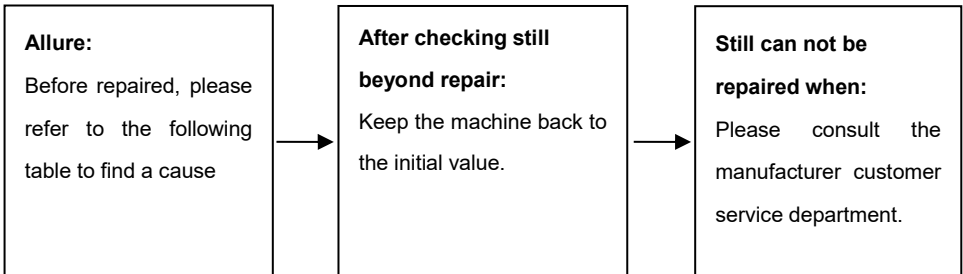 Allure:
Before repaired, please
refer to the following
table to find a cause
After checking still
beyond repair:
Keep the machine back to
the initial value.
Still can not be
repaired when:
Please consult the
manufacturer customer
service department.